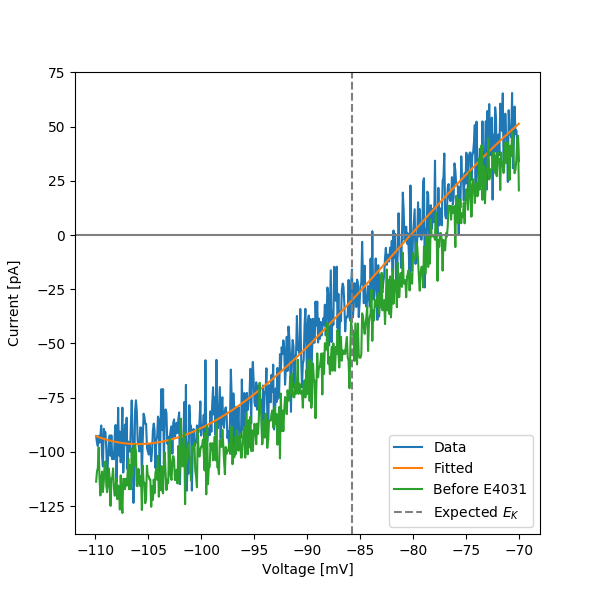 75
50
25
0
−25
−50
−75
−100
−125
Current [pA]
Data
Fitted
Before E4031
Expected E_K
−110 −105 −100 −95 −90 −85 −80 −75 −70
Voltage [mV]